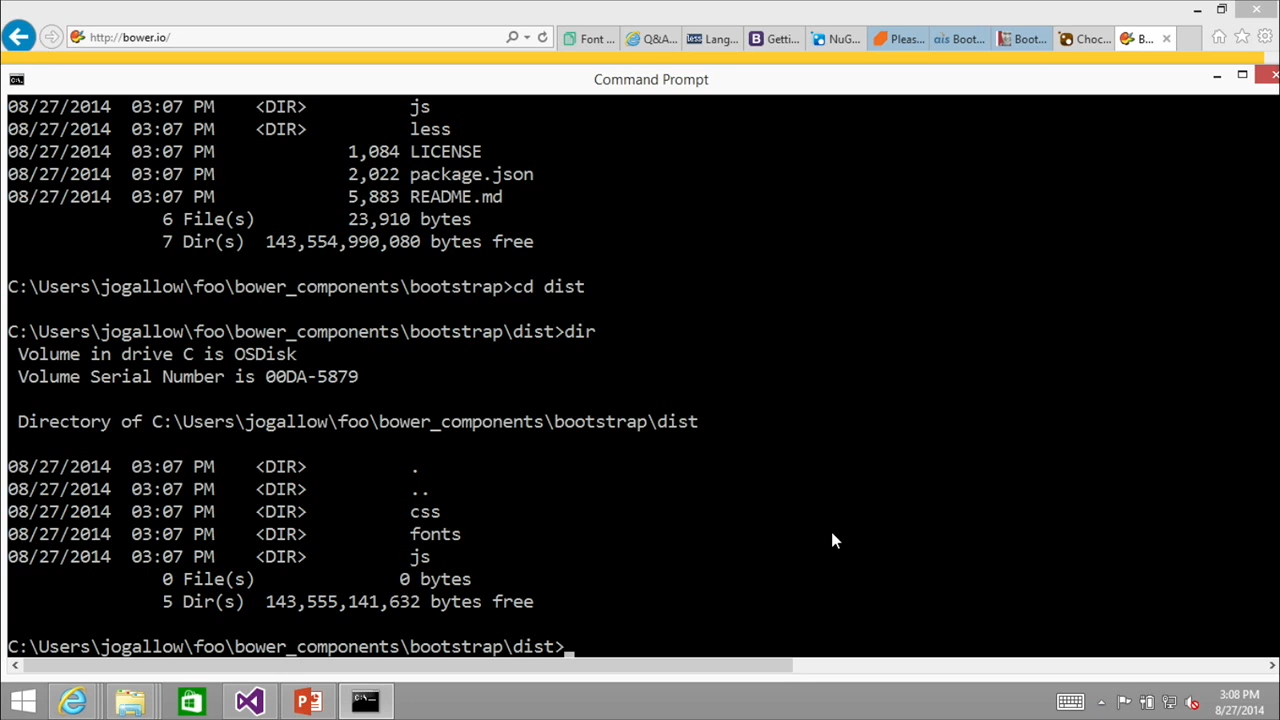 http://bower.io/
Font ...
Q&A...
less Lang...
B Getti...
NuG...
Pleas...
ais Boot...
Boot...
Choc...
B...
C:\
Command Prompt
08/27/2014  03:07 PM    <DIR>          js
08/27/2014  03:07 PM    <DIR>          less
08/27/2014  03:07 PM             1,084 LICENSE
08/27/2014  03:07 PM             2,022 package.json
08/27/2014  03:07 PM             5,883 README.md
6 File(s)         23,910 bytes
7 Dir(s)  143,554,990,080 bytes free
C:\Users\jogallow\foo\bower_components\bootstrap>cd dist
C:\Users\jogallow\foo\bower_components\bootstrap\dist>dir
Volume in drive C is OSDisk
Volume Serial Number is 00DA-5879
Directory of C:\Users\jogallow\foo\bower_components\bootstrap\dist
08/27/2014  03:07 PM    <DIR>          .
08/27/2014  03:07 PM    <DIR>          ..
08/27/2014  03:07 PM    <DIR>          css
08/27/2014  03:07 PM    <DIR>          fonts
08/27/2014  03:07 PM    <DIR>          js
0 File(s)              0 bytes
5 Dir(s)  143,555,141,632 bytes free
C:\Users\jogallow\foo\bower_components\bootstrap\dist>_
3:08 PM
8/27/2014